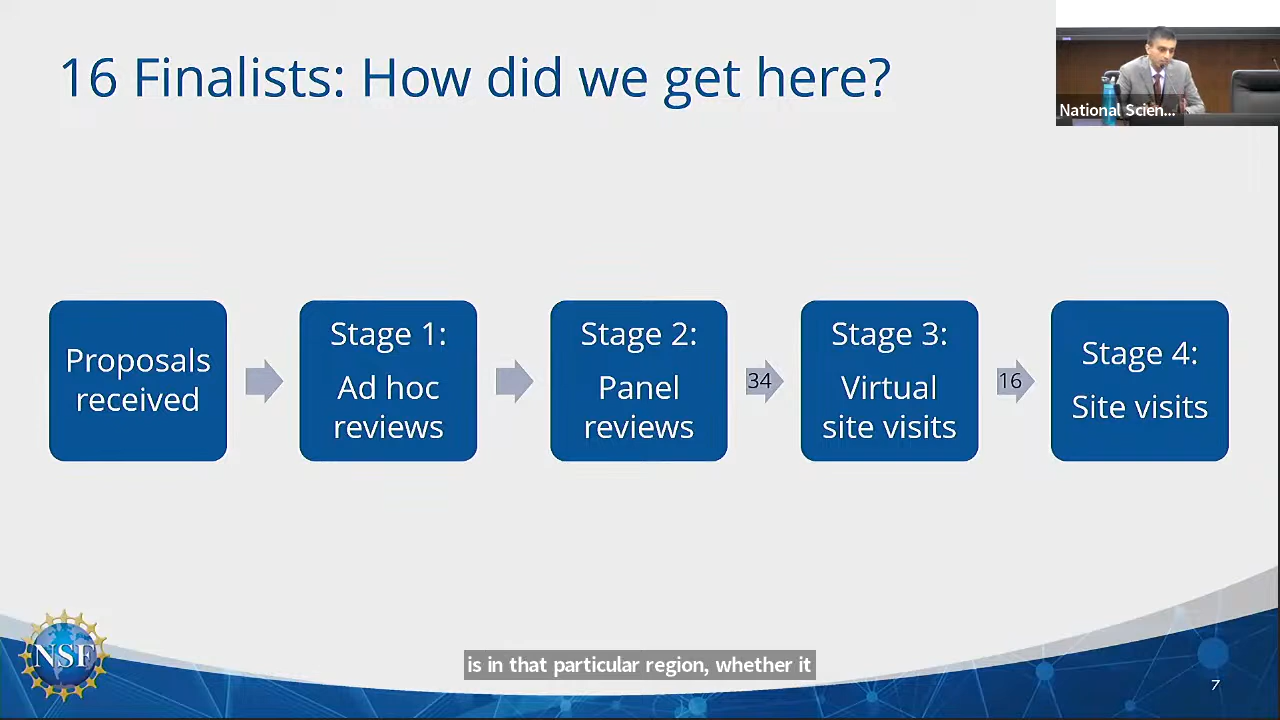 16 Finalists: How did we get here?
National Scien...
Proposals
received
Stage 1:
Ad hoc
reviews
Stage 2:
Panel
reviews
34
Stage 3:
Virtual
site visits
16
Stage 4:
Site visits
NSF
is in that particular region, whether it
7